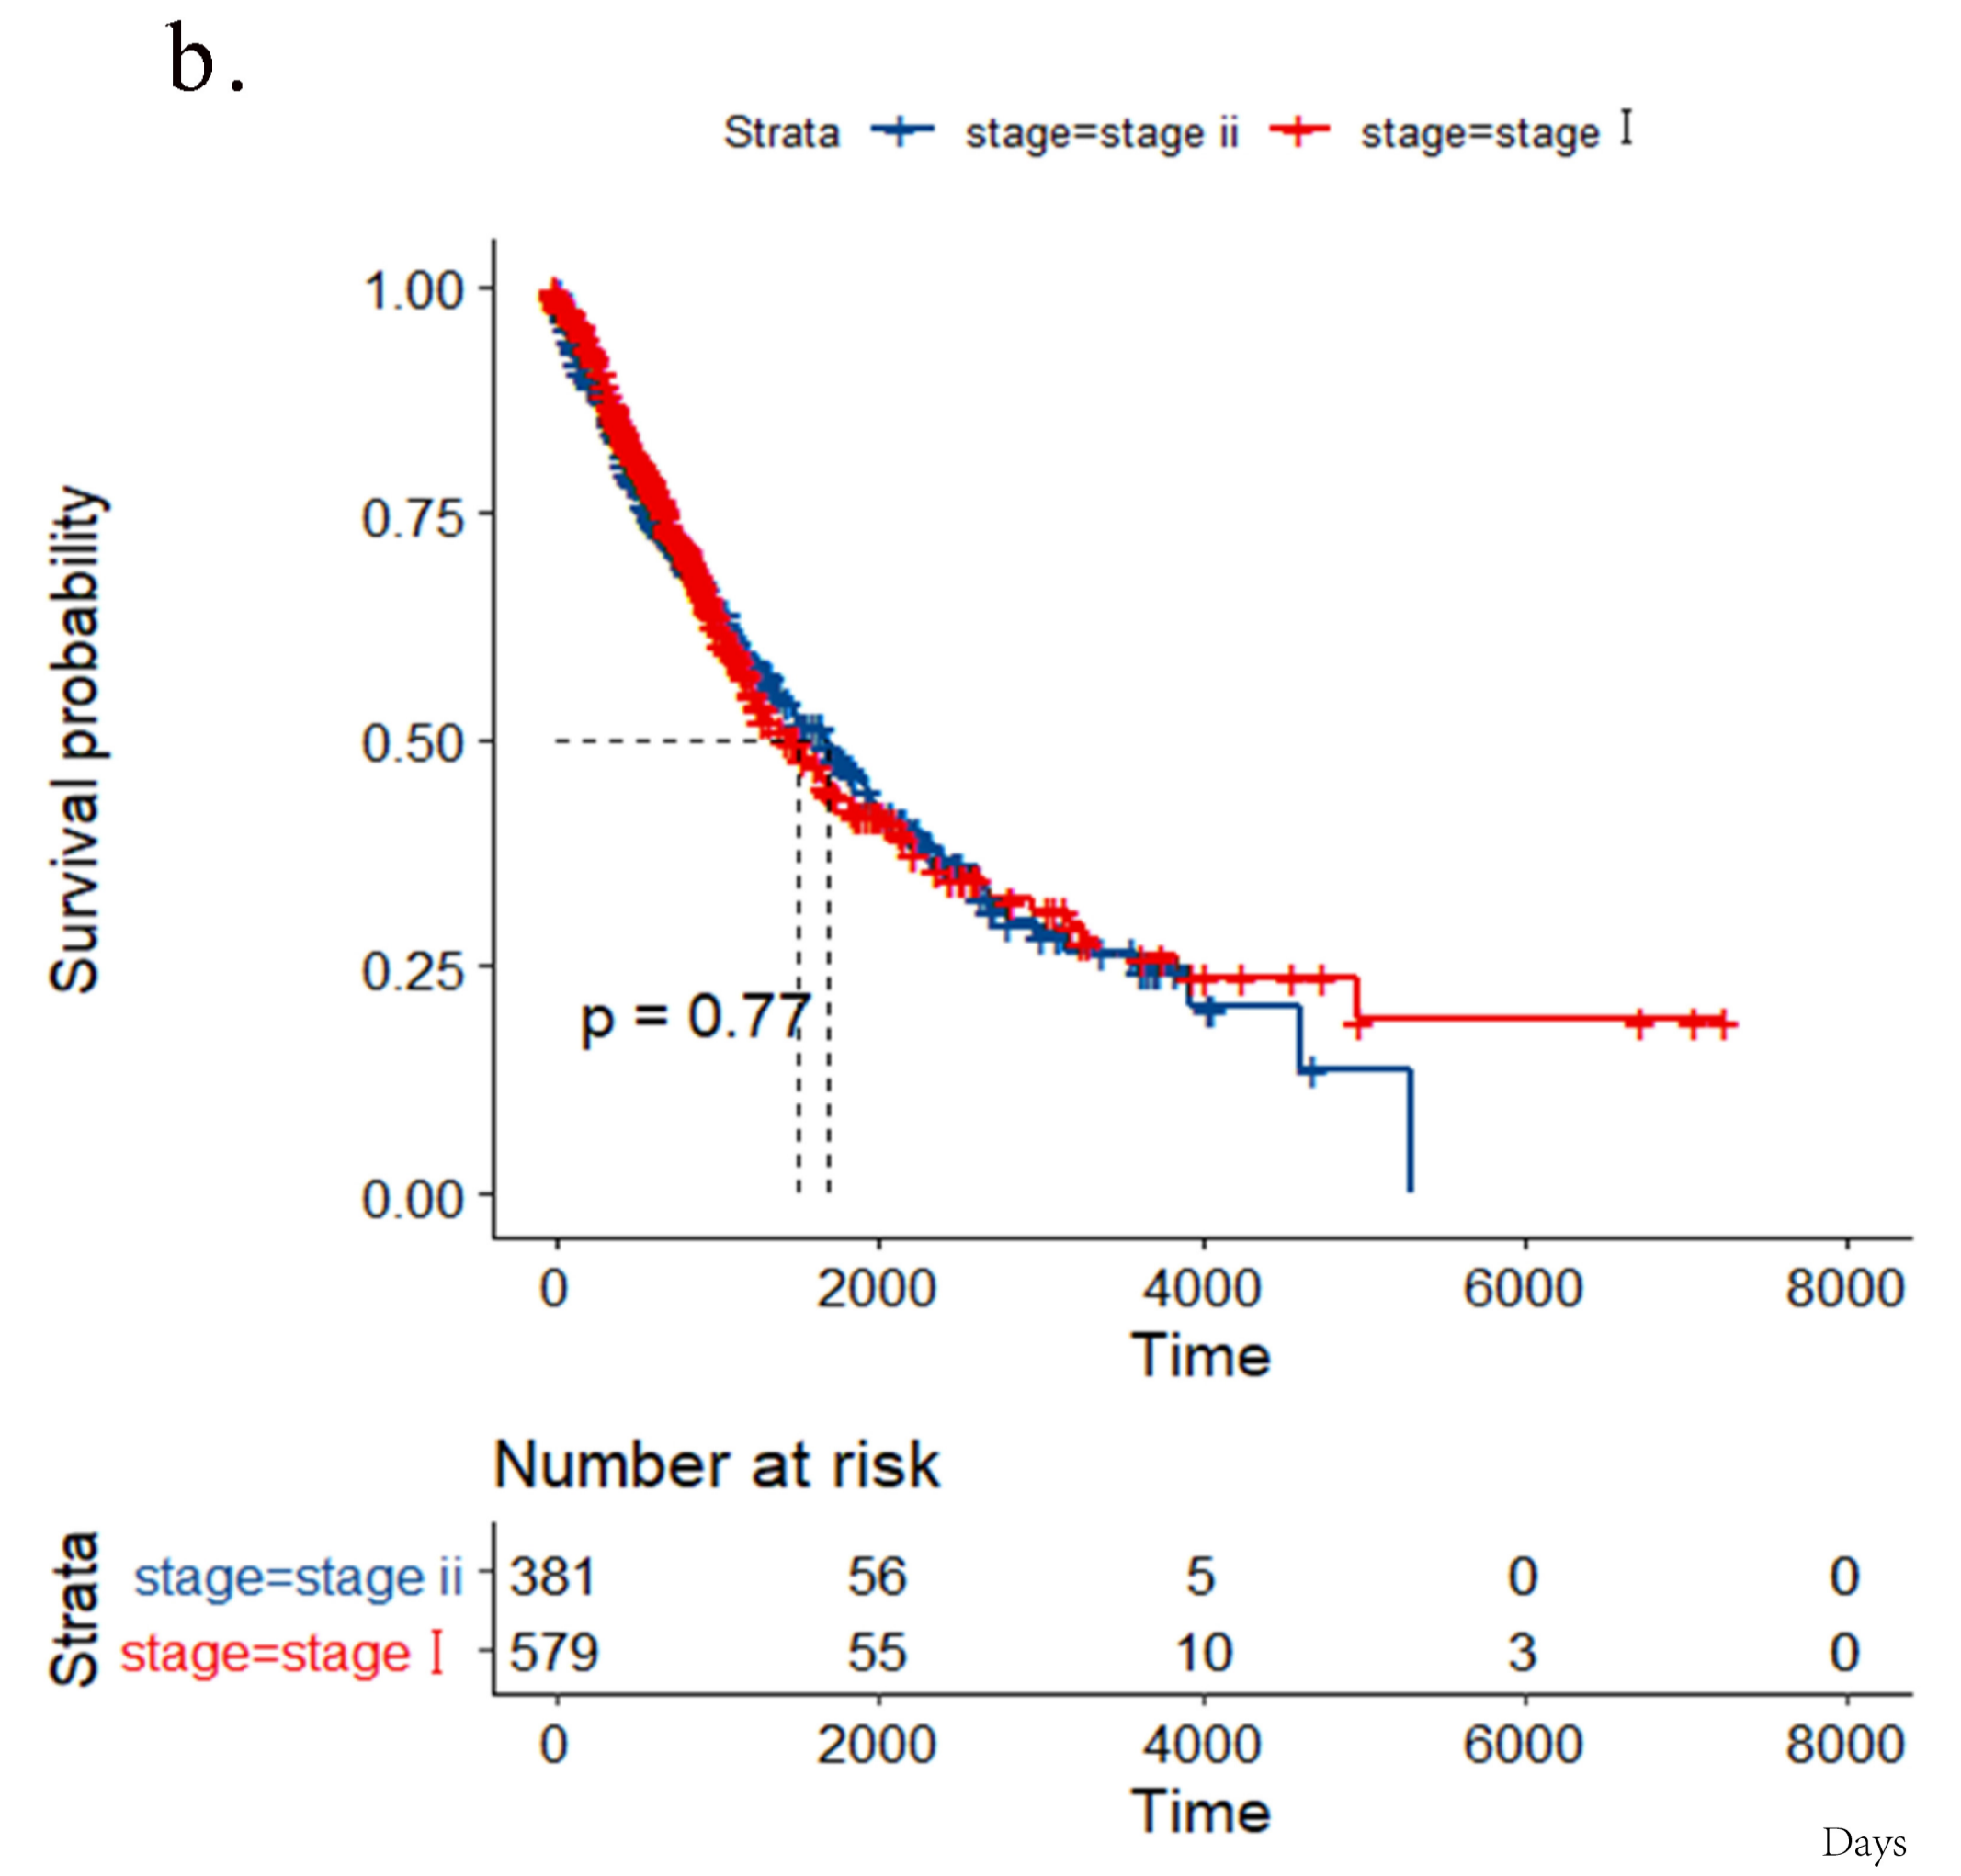 b.
Strata stage=stage ii stage=stage I
1.00
0.75
0.50
0.25
0.00
Survival probability
p = 0.77
0 2000 4000 6000 8000
Time
Number at risk
Strata
stage=stage ii 381 56 5 0 0
stage=stage I 579 55 10 3 0
0 2000 4000 6000 8000
Time
Days